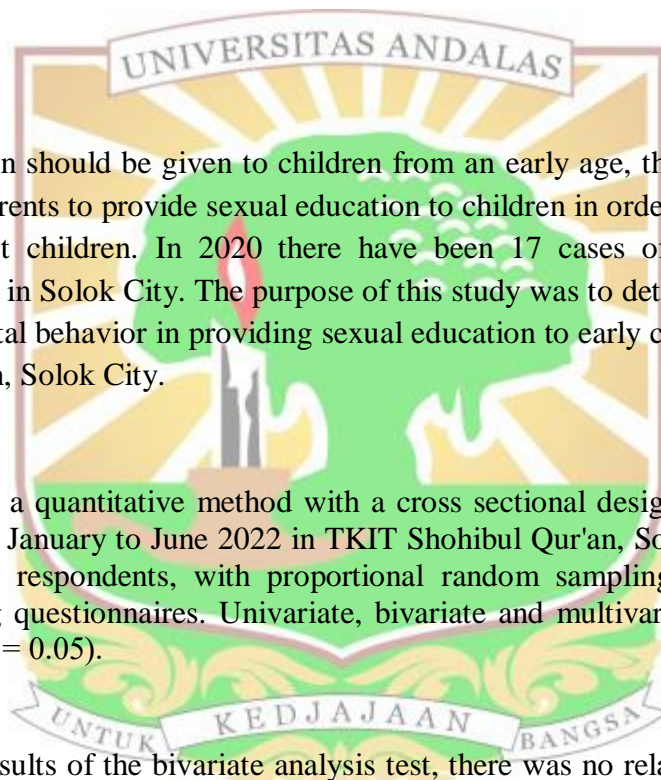 UNIVERSITAS ANDALAS
n should be given to children from an early age, th
rents to provide sexual education to children in orde
t children. In 2020 there have been 17 cases o
in Solok City. The purpose of this study was to det
tal behavior in providing sexual education to early c
n, Solok City.
a quantitative method with a cross sectional desig
January to June 2022 in TKIT Shohibul Qur'an, So
respondents, with proportional random sampling
g questionnaires. Univariate, bivariate and multivar
= 0.05).
UNTUK KEDJAJAAN BANGSA
sults of the bivariate analysis test, there was no rel